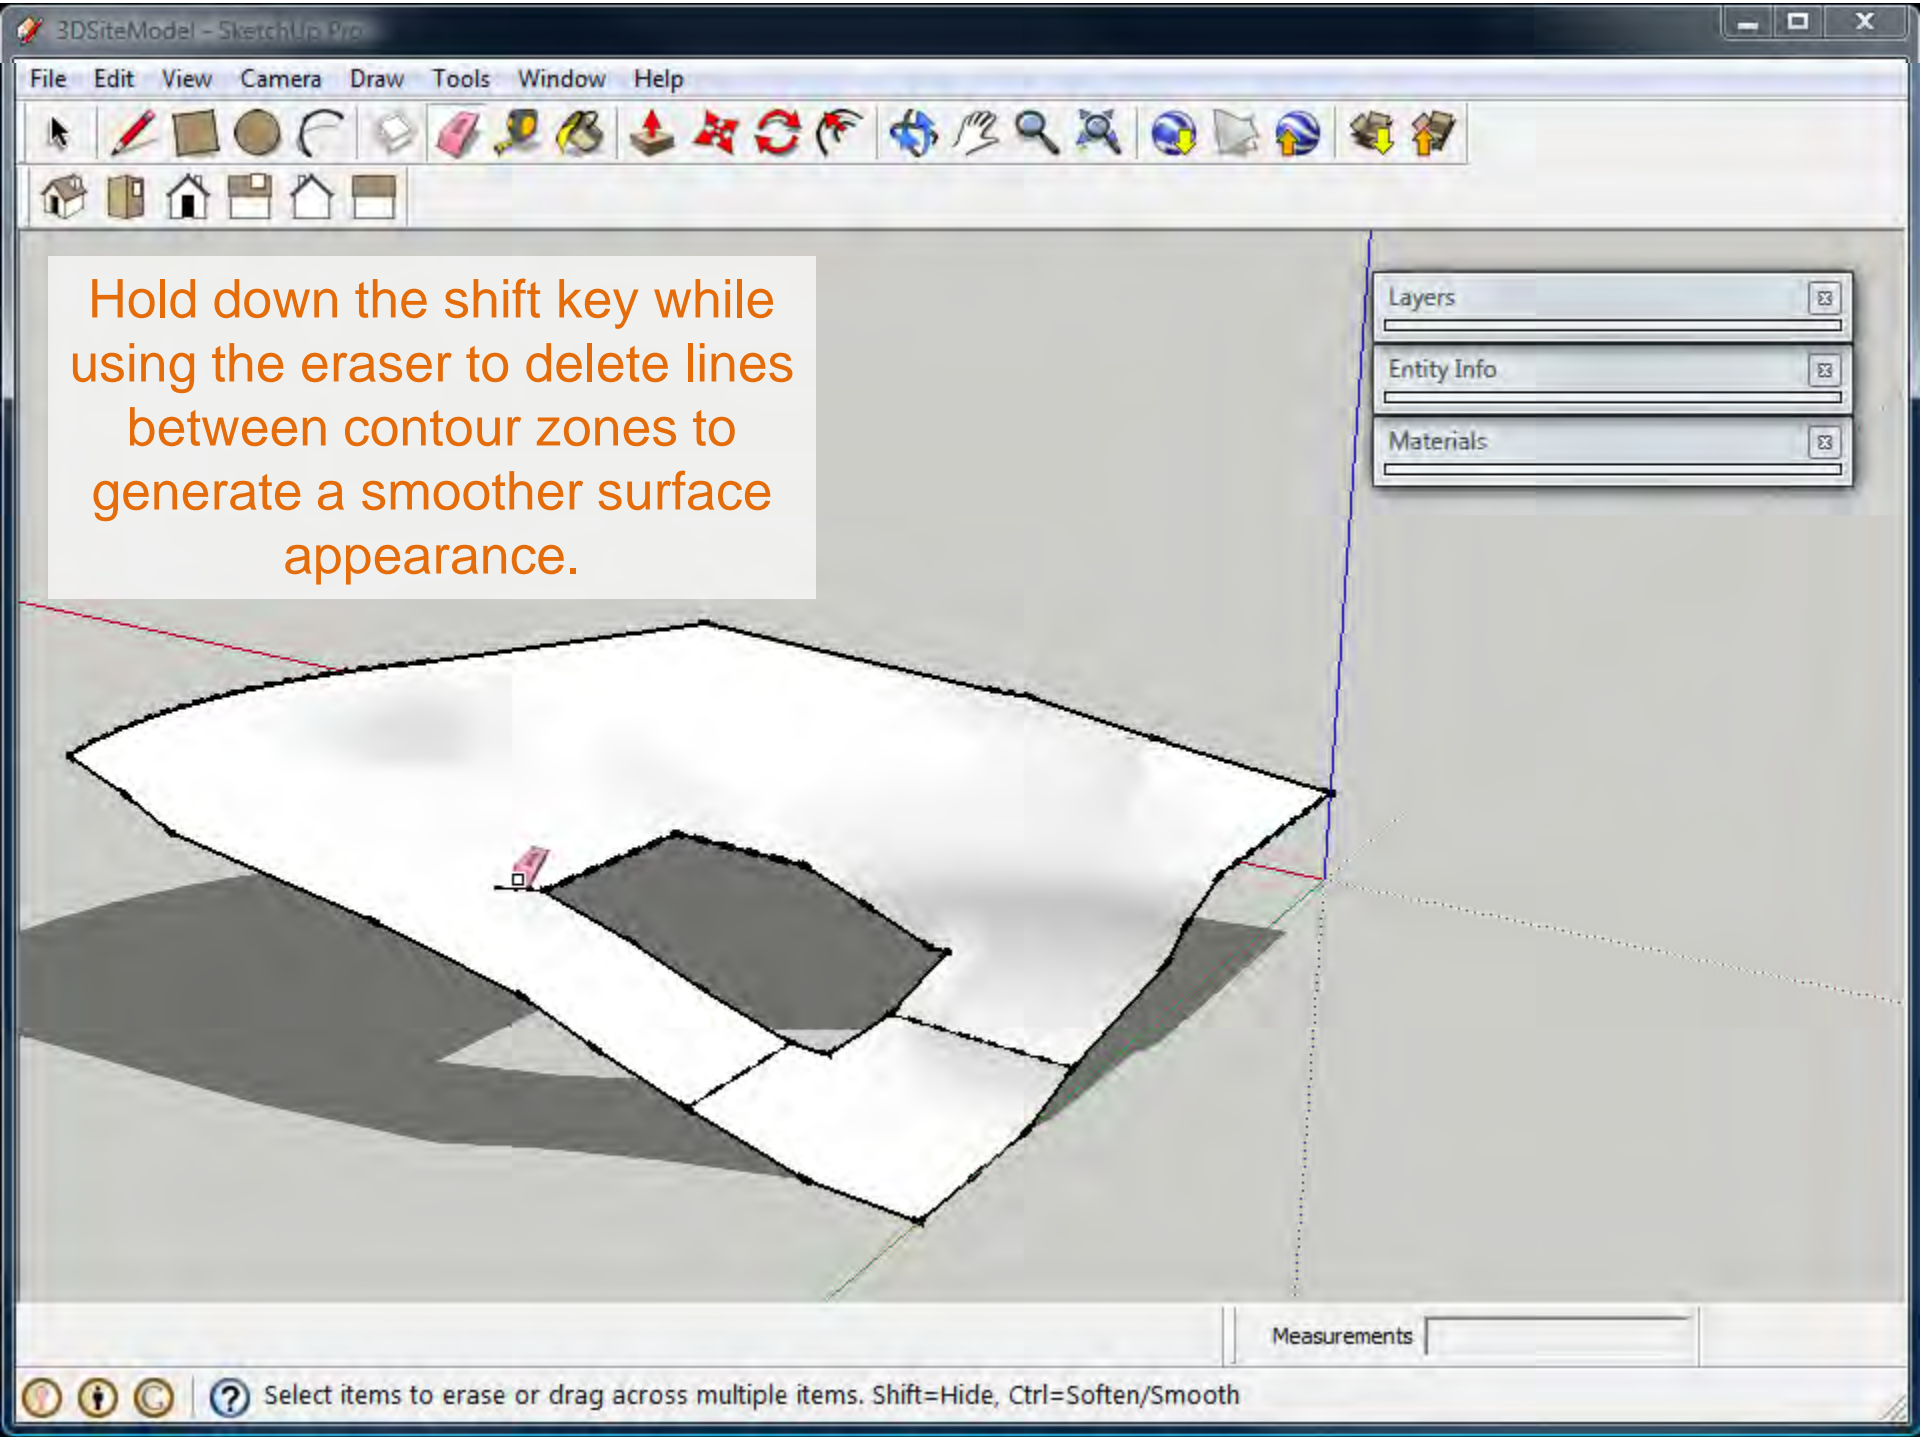 3DSiteModel - SketchUp Pro
File Edit View Camera Draw Tools Window Help
Hold down the shift key while
using the eraser to delete lines
between contour zones to
generate a smoother surface
appearance.
Layers
Entity Info
Materials
Measurements
Select items to erase or drag across multiple items. Shift=Hide, Ctrl=Soften/Smooth